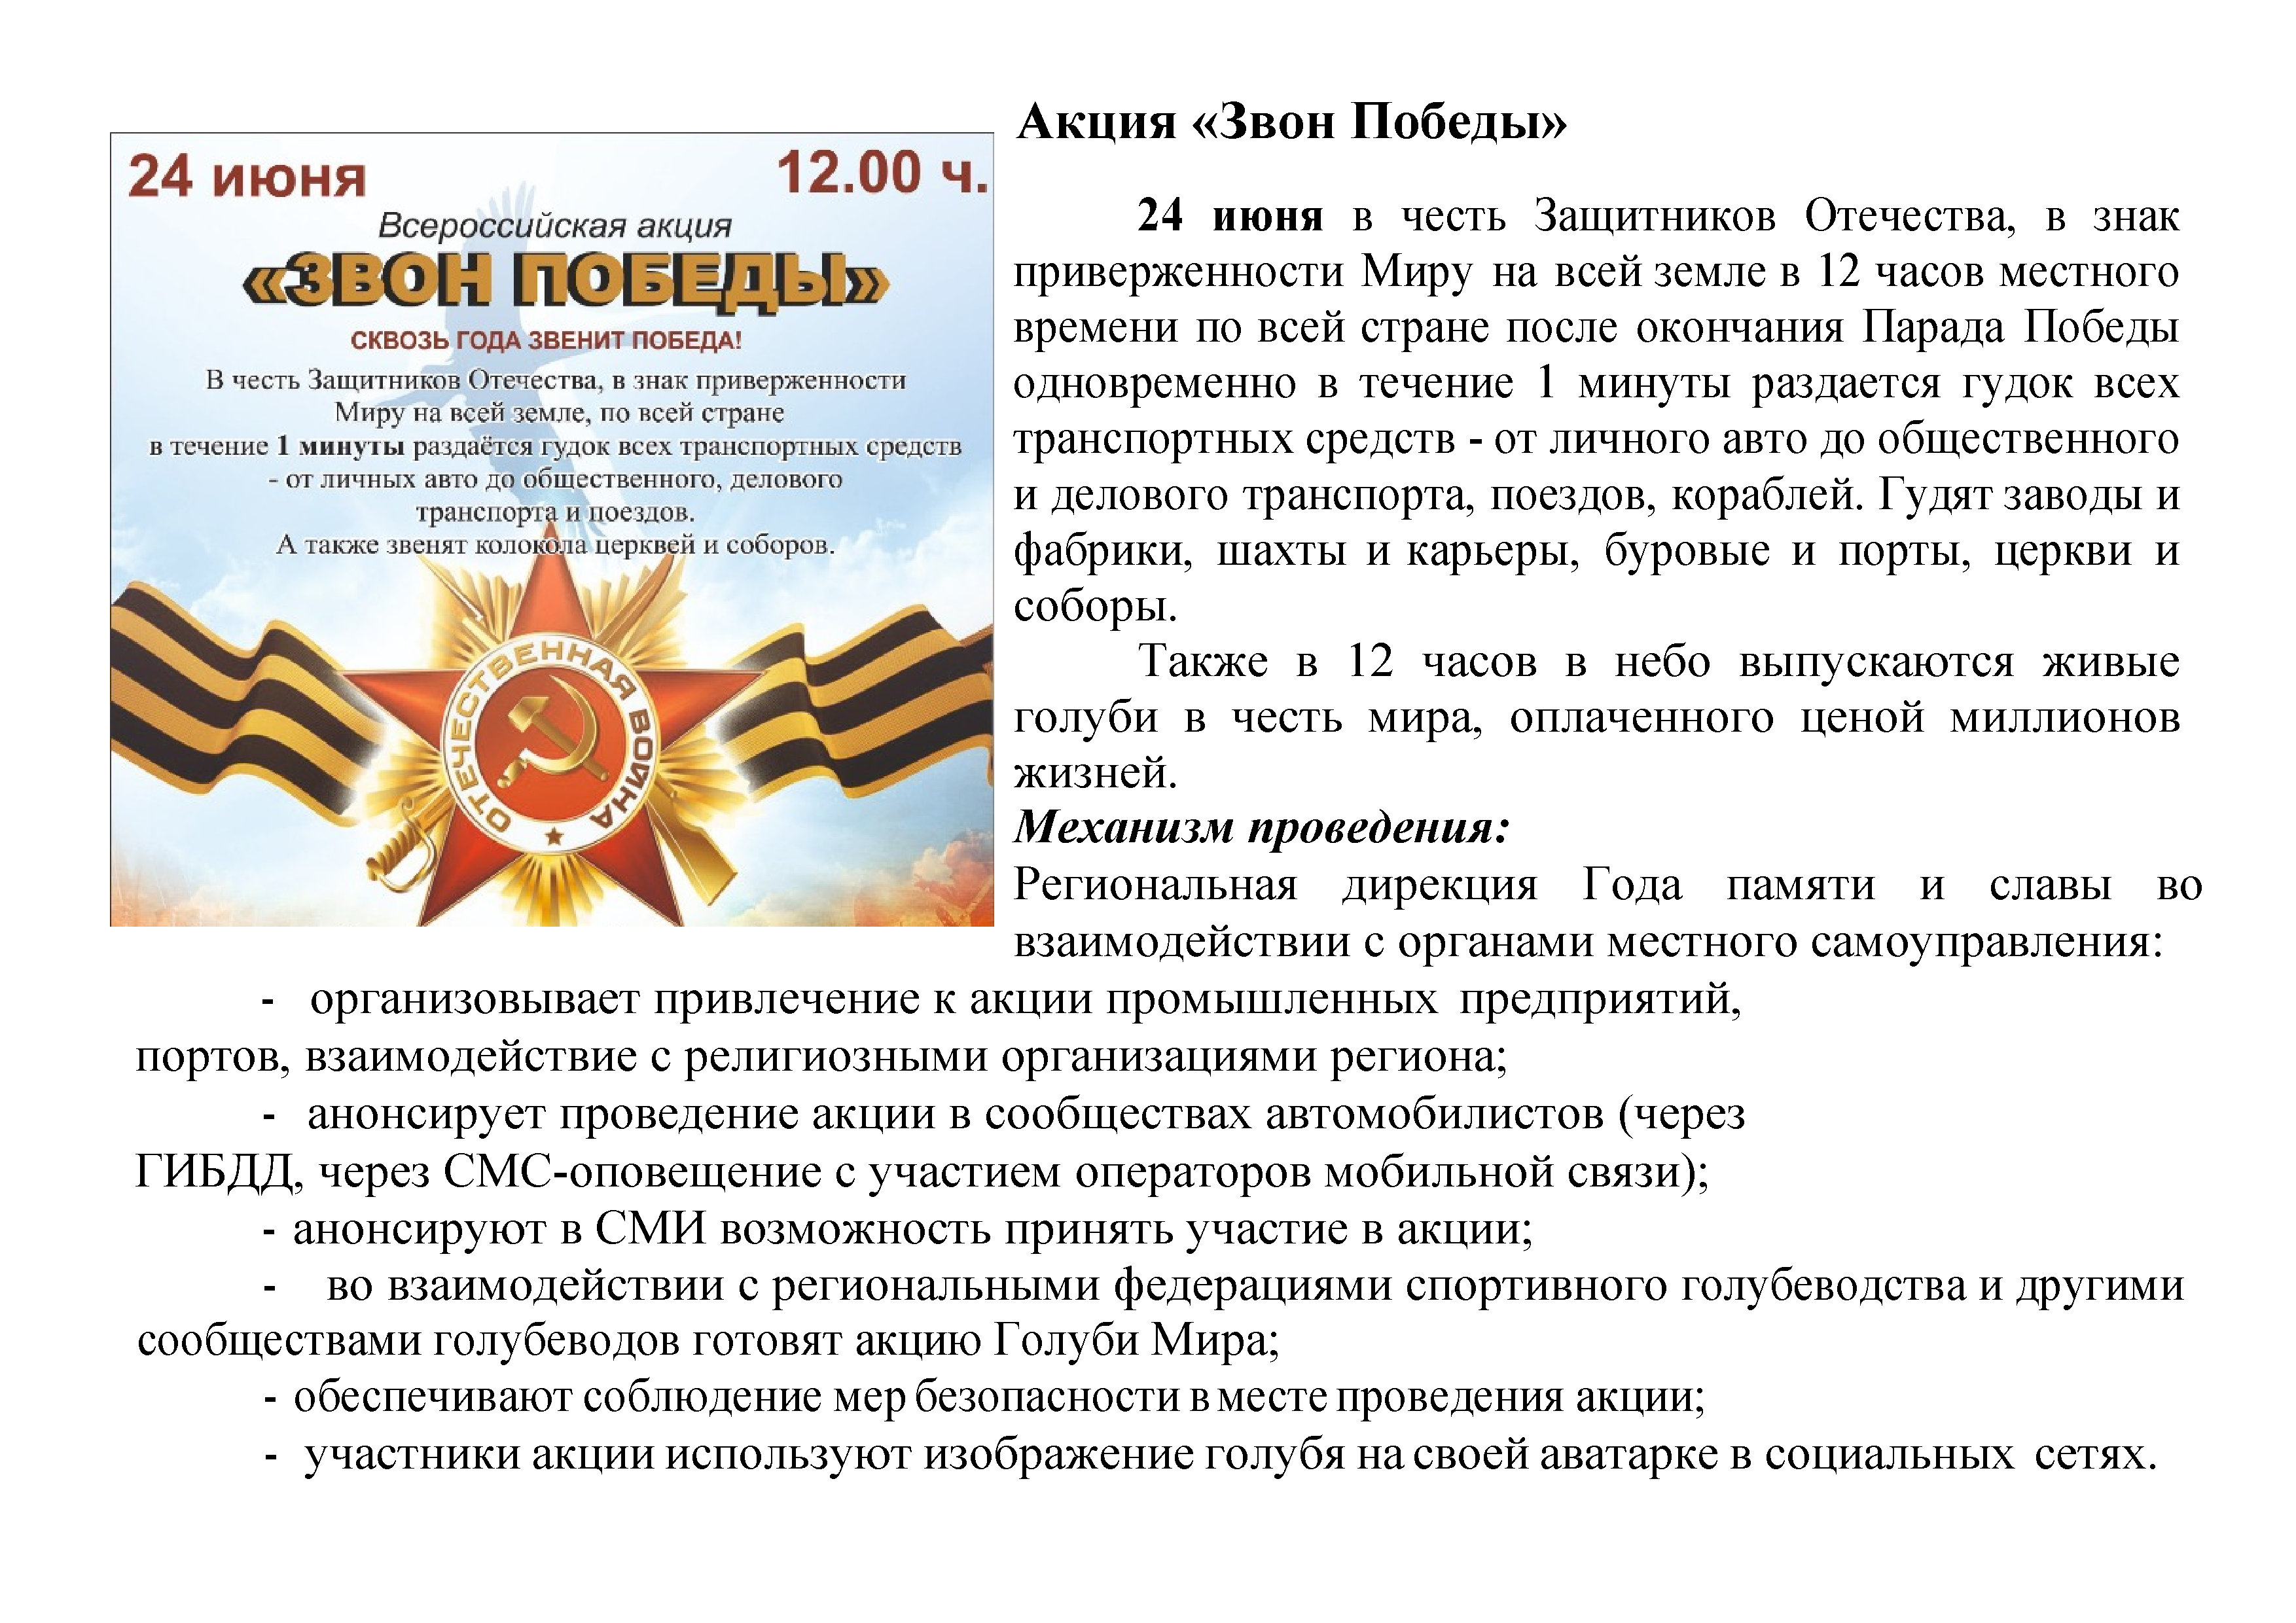 24 июня
12.00 ч.
Всероссийская акция
«ЗВОН ПОБЕДЫ»
СКВОЗЬ ГОДА ЗВЕНИТ ПОБЕДА!
В честь Защитников Отечества, в знак приверженности
Миру на всей земле, по всей стране
в течение 1 минуты раздаётся гудок всех транспортных средств
- от личных авто до общественного, делового
транспорта и поездов.
А также звенят колокола церквей и соборов.
ОТЕЧЕСТВЕННАЯ ВОЙНА
Акция «Звон Победы»
24 июня в честь Защитников Отечества, в знак
приверженности Миру на всей земле в 12 часов местного
времени по всей стране после окончания Парада Победы
одновременно в течение 1 минуты раздается гудок всех
транспортных средств - от личного авто до общественного
и делового транспорта, поездов, кораблей. Гудят заводы и
фабрики, шахты и карьеры, буровые и порты, церкви и
соборы.
Также в 12 часов в небо выпускаются живые
голуби в честь мира, оплаченного ценой миллионов
жизней.
Механизм проведения:
Региональная дирекция Года памяти и славы во
взаимодействии с органами местного самоуправления:
- организовывает привлечение к акции промышленных предприятий,
портов, взаимодействие с религиозными организациями региона;
- анонсирует проведение акции в сообществах автомобилистов (через
ГИБДД, через СМС-оповещение с участием операторов мобильной связи);
- анонсируют в СМИ возможность принять участие в акции;
- во взаимодействии с региональными федерациями спортивного голубеводства и другими
сообществами голубеводов готовят акцию Голуби Мира;
- обеспечивают соблюдение мер безопасности в месте проведения акции;
- участники акции используют изображение голубя на своей аватарке в социальных сетях.